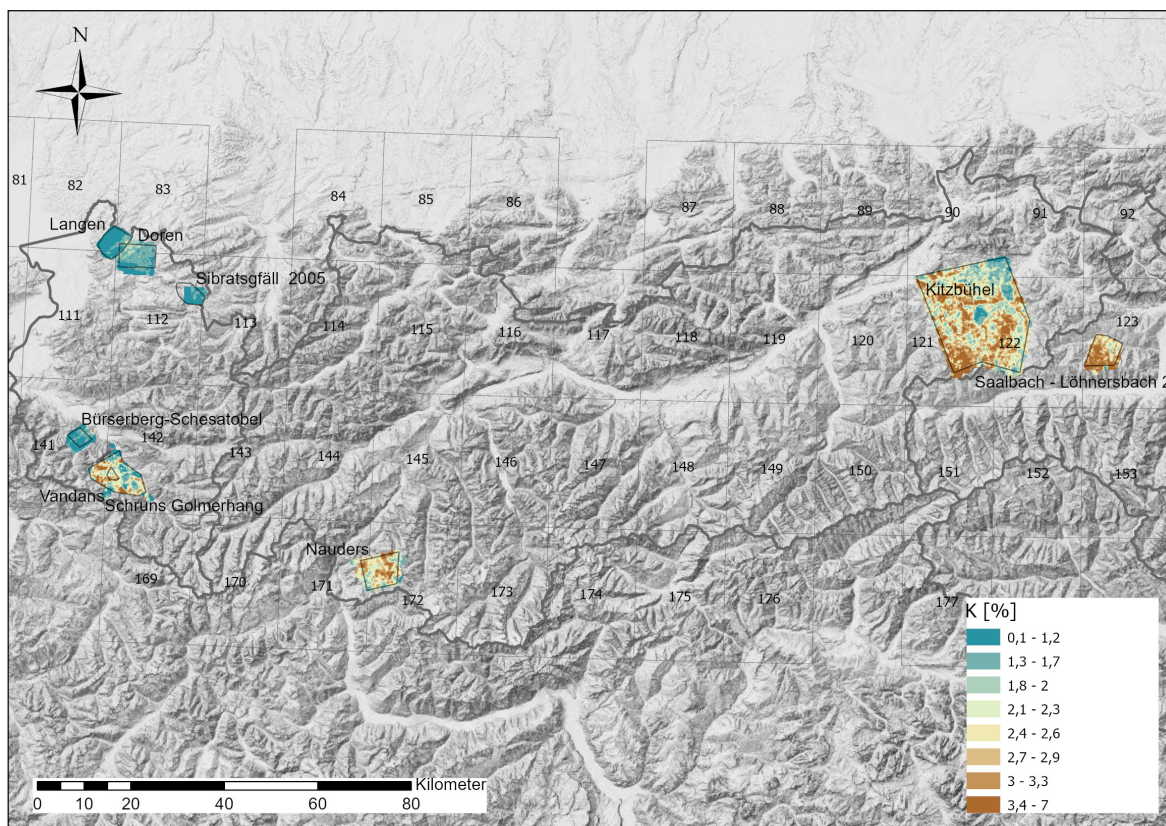 N
81
82
83
84
85
86
87
88
89
90
91
92
Langen
Doren
Sibratsgfäll 2005
111
112
113
114
115
116
117
118
119
120
121
122
123
Kitzbühel
Saalbach - Löhnersbach 2
Bürserberg-Schesatobel
141
142
143
144
145
146
147
148
149
150
151
152
153
Vandans
Schruns Golmerhang
Nauders
169
170
171
172
173
174
175
176
177
K [%]
0,1 - 1,2
1,3 - 1,7
1,8 - 2
2,1 - 2,3
2,4 - 2,6
2,7 - 2,9
3 - 3,3
3,4 - 7
Kilometer
0 10 20 40 60 80